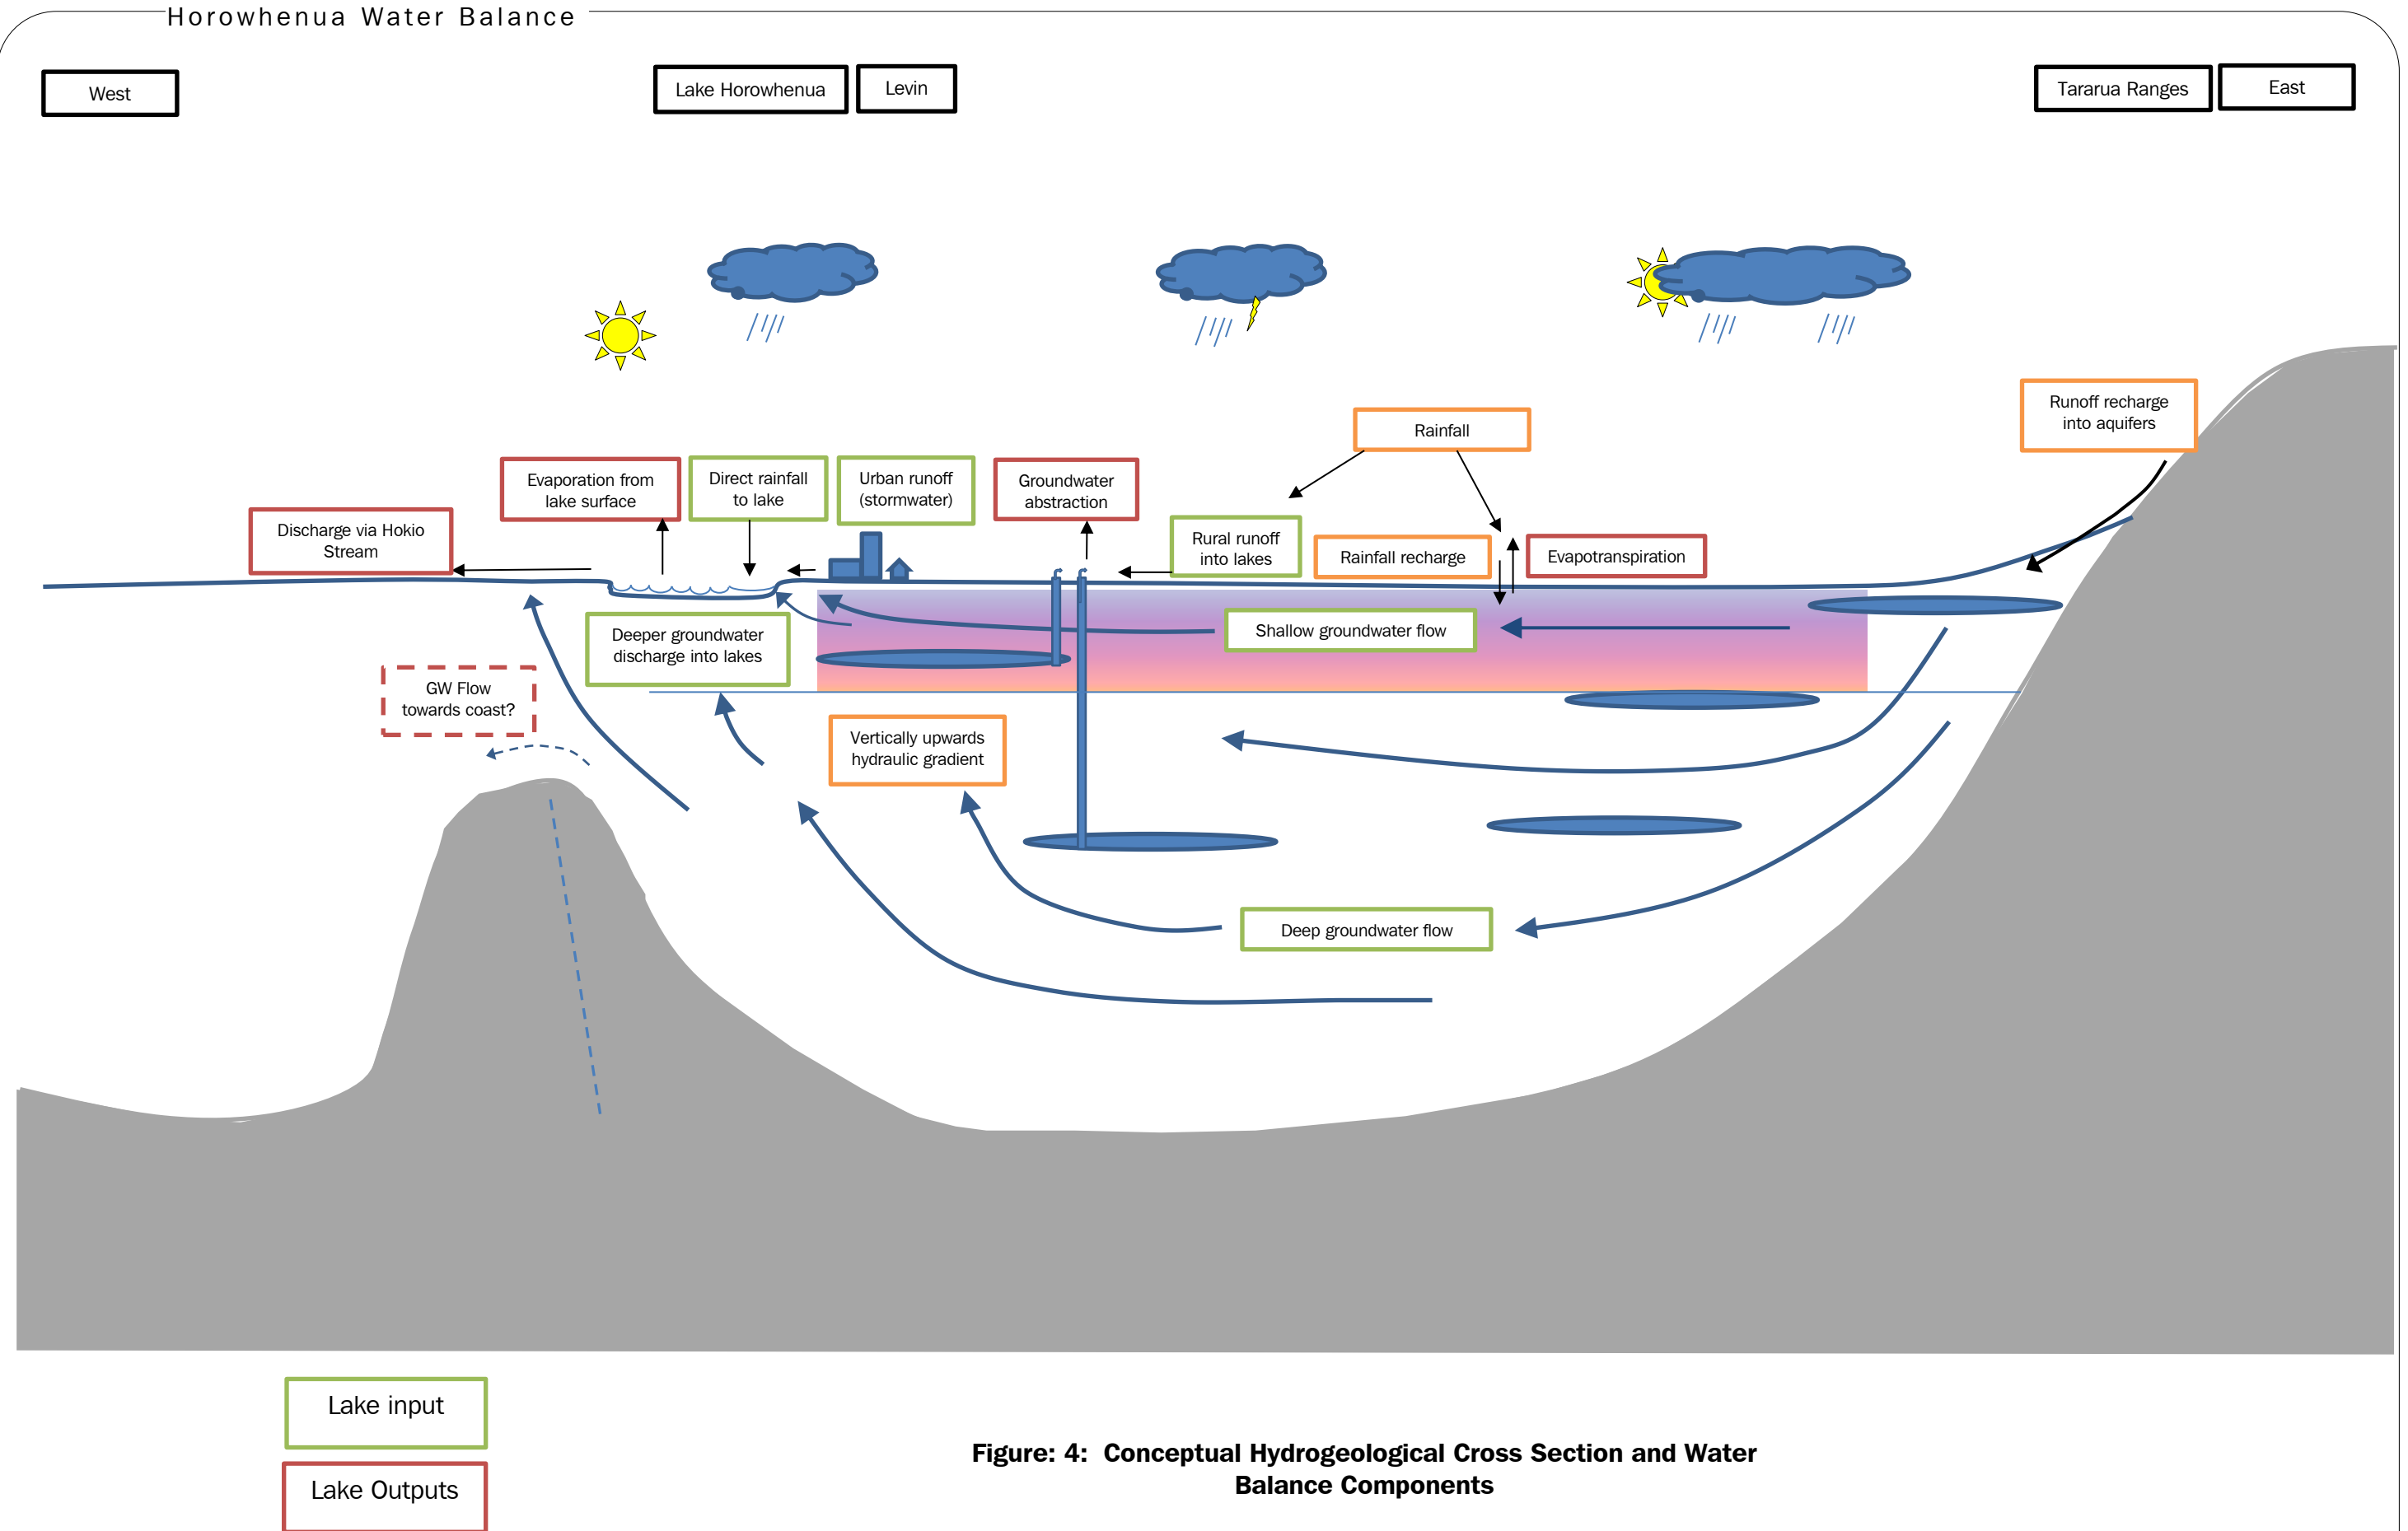 Horowhenua Water Balance
West
Lake Horowhenua
Levin
Tararua Ranges
East
Runoff recharge
into aquifers
Rainfall
Evaporation from
lake surface
Direct rainfall
to lake
Urban runoff
(stormwater)
Groundwater
abstraction
Discharge via Hokio
Stream
Rural runoff
into lakes
Rainfall recharge
Evapotranspiration
Deeper groundwater
discharge into lakes
Shallow groundwater flow
GW Flow
towards coast?
Vertically upwards
hydraulic gradient
Deep groundwater flow
Lake input
Lake Outputs
Figure: 4:  Conceptual Hydrogeological Cross Section and Water
Balance Components